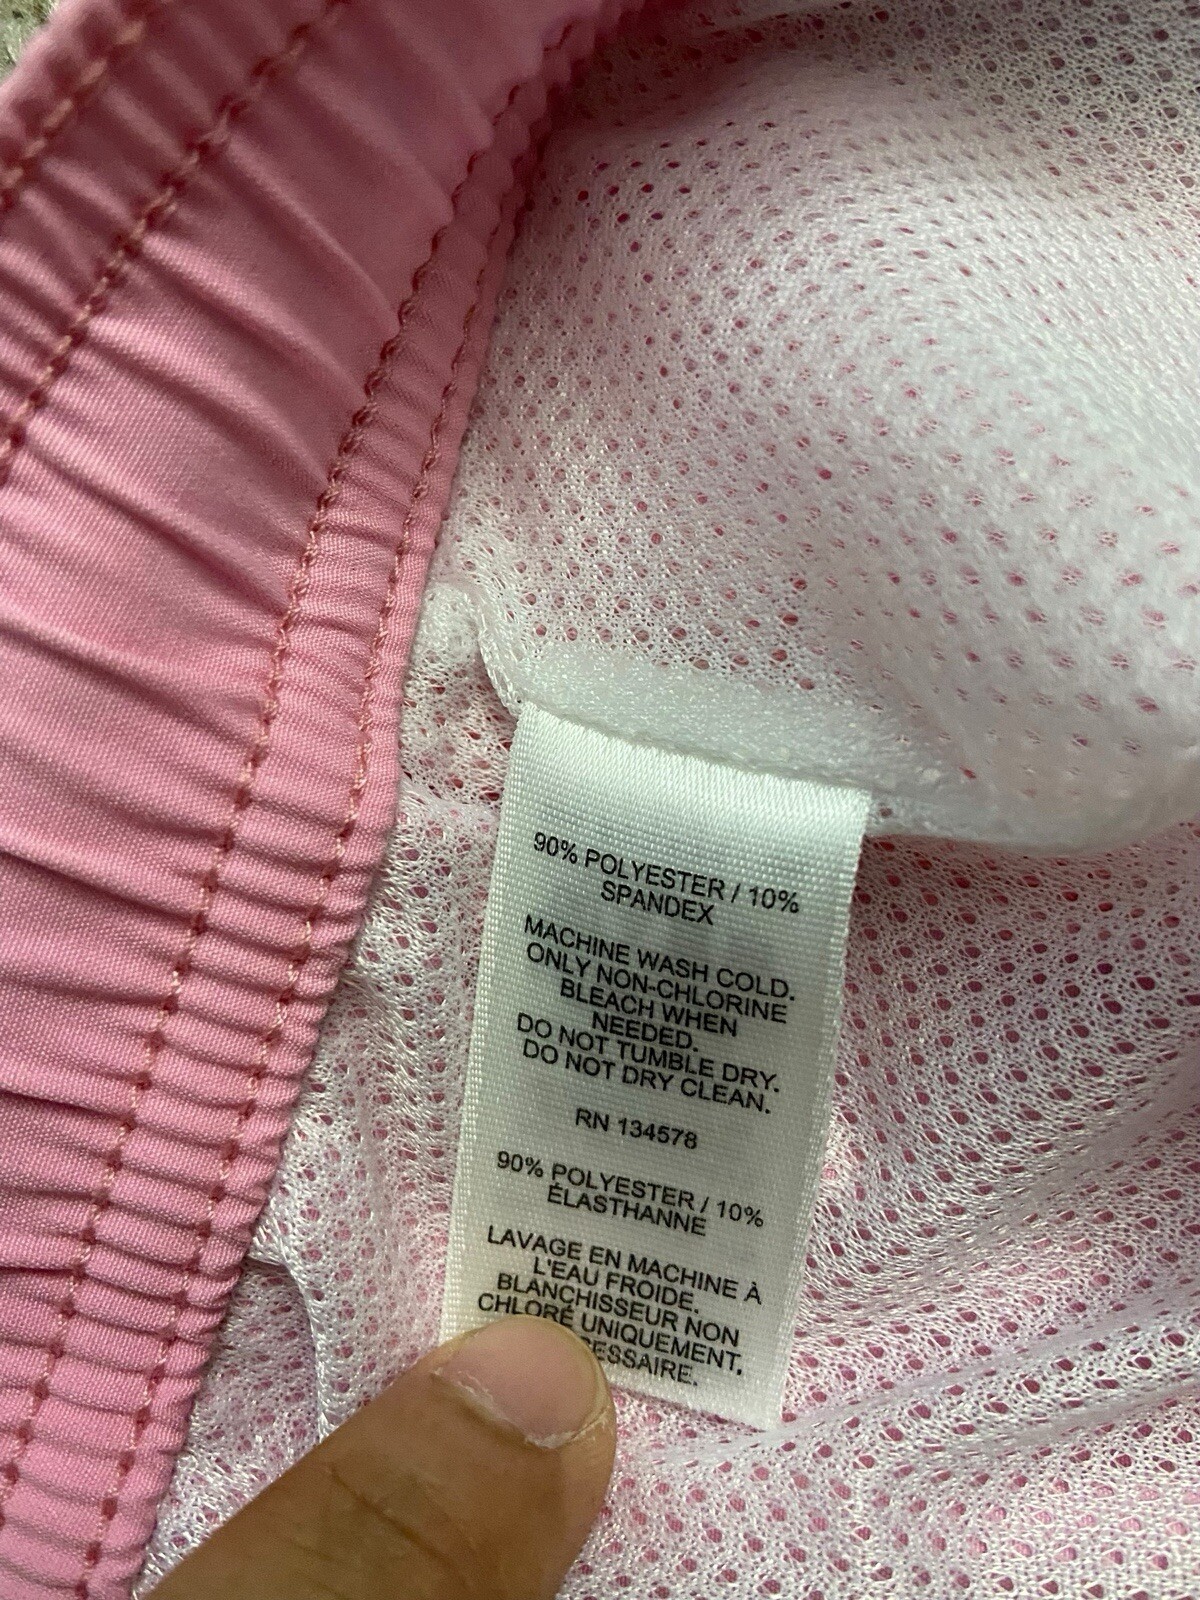 90% POLYESTER / 10%
SPANDEX
MACHINE WASH COLD.
ONLY NON-CHLORINE
BLEACH WHEN
NEEDED.
DO NOT TUMBLE DRY.
DO NOT DRY CLEAN.
RN 134578
90% POLYESTER / 10%
ÉLASTHANNE
LAVAGE EN MACHINE À
L'EAU FROIDE.
BLANCHISSEUR NON
CHLORÉ UNIQUEMENT,